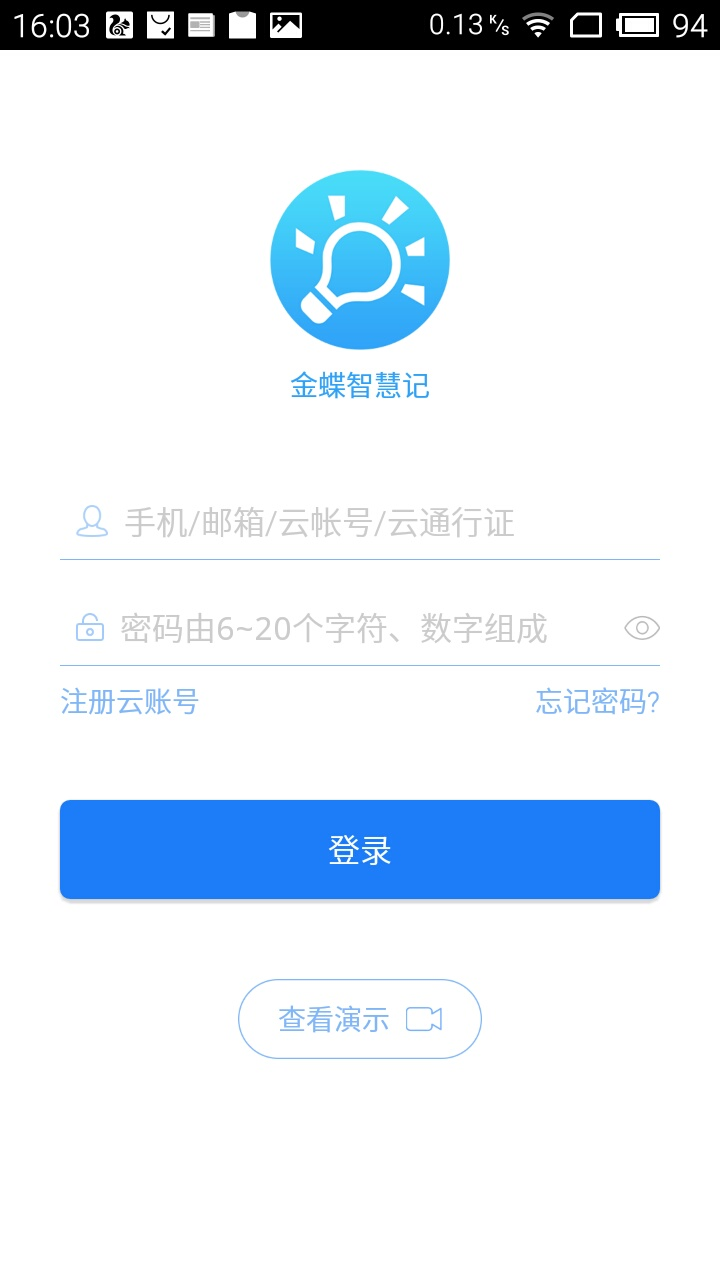 16:03 0.13 K/s 94
金蝶智慧记
手机/邮箱/云帐号/云通行证
密码由6~20个字符、数字组成
注册云账号 忘记密码?
登录
查看演示